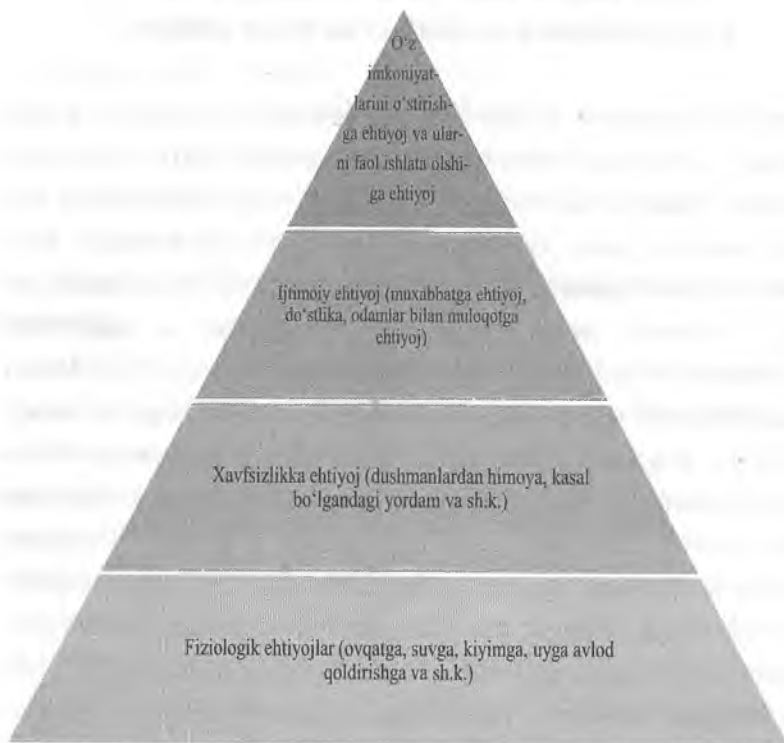 O‘z
imkoniyat-
larini o‘stirish-
ga ehtiyoj va ular-
ni faol ishlata olshi-
ga ehtiyoj
Ijtimoiy ehtiyoj (muxabbatga ehtiyoj,
do‘stlika, odamlar bilan muloqotga
ehtiyoj)
Xavfsizlikka ehtiyoj (dushmanlardan himoya, kasal
bo‘lgandagi yordam va sh.k.)
Fiziologik ehtiyojlar (ovqatga, suvga, kiyimga, uyga avlod
qoldirishga va sh.k.)